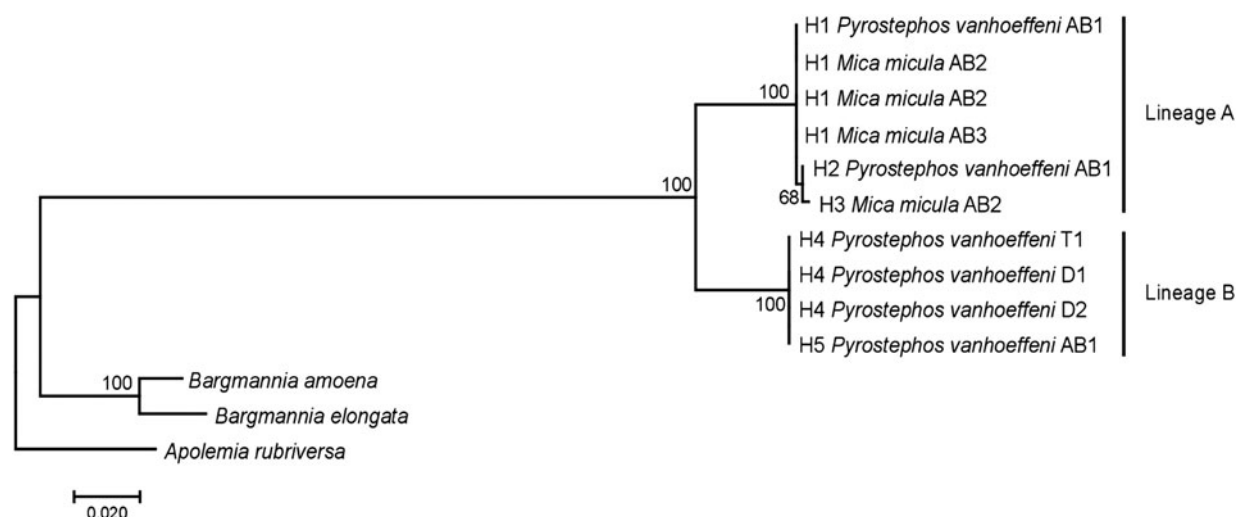 H1 Pyrostephos vanhoeffeni AB1
H1 Mica micula AB2
100
H1 Mica micula AB2
Lineage A
H1 Mica micula AB3
H2 Pyrostephos vanhoeffeni AB1
100
68
H3 Mica micula AB2
H4 Pyrostephos vanhoeffeni T1
H4 Pyrostephos vanhoeffeni D1
Lineage B
100
H4 Pyrostephos vanhoeffeni D2
H5 Pyrostephos vanhoeffeni AB1
100
Bargmannia amoena
Bargmannia elongata
Apolemia rubriversa
0.020